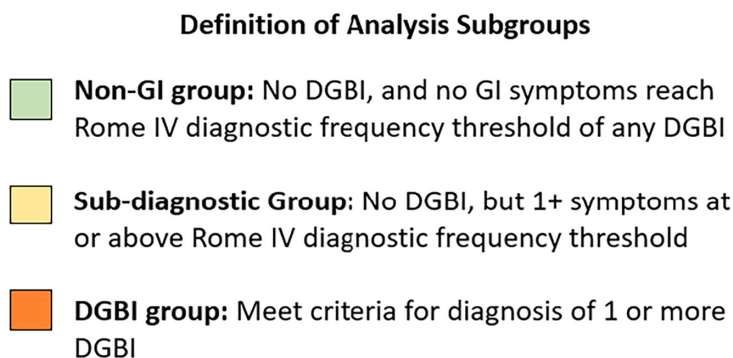 Definition of Analysis Subgroups
Non-GI group: No DGBI, and no GI symptoms reach
Rome IV diagnostic frequency threshold of any DGBI
Sub-diagnostic Group: No DGBI, but 1+ symptoms at
or above Rome IV diagnostic frequency threshold
DGBI group: Meet criteria for diagnosis of 1 or more
DGBI